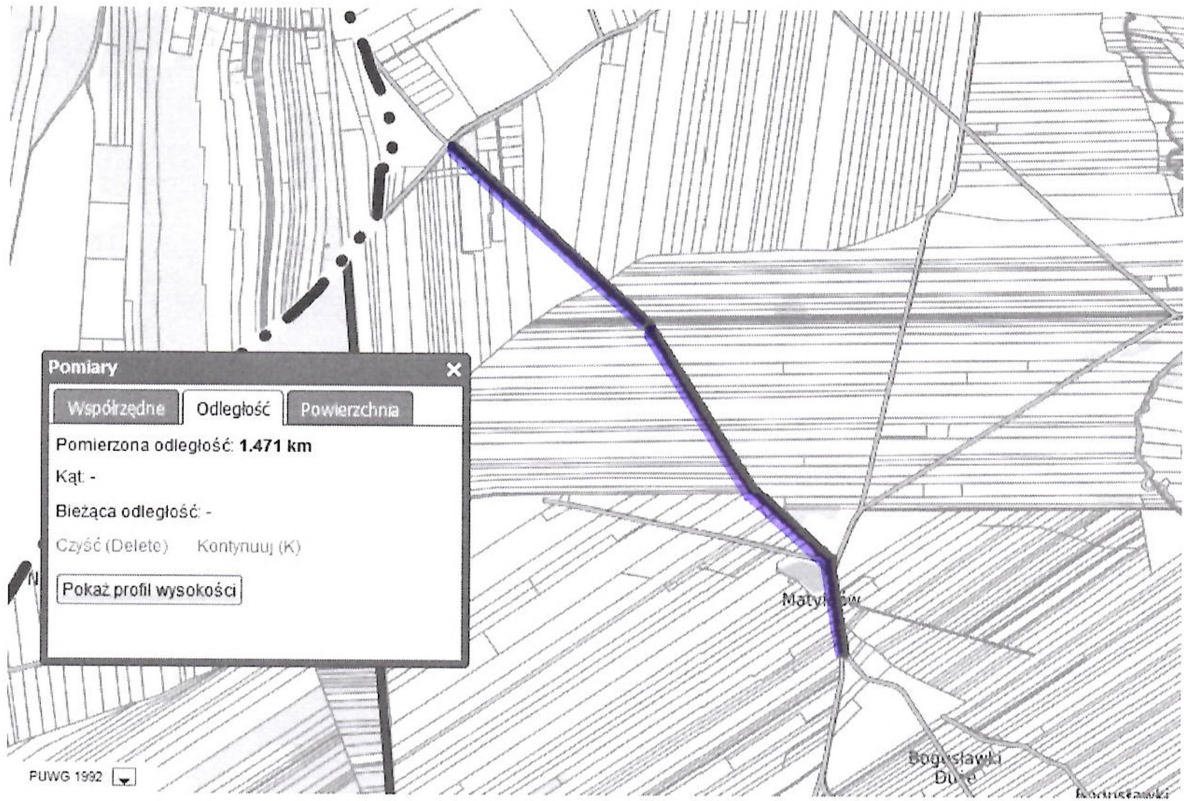 Pomiary
Współrzędne Odległość Powierzchnia
Pomierzona odległość: 1.471 km
Kąt: -
Bieżąca odległość: -
Czyść (Delete) Kontynuuj (K)
Pokaż profil wysokości
N
PUWG 1992
Bogusławki
Duże
Bogusławki